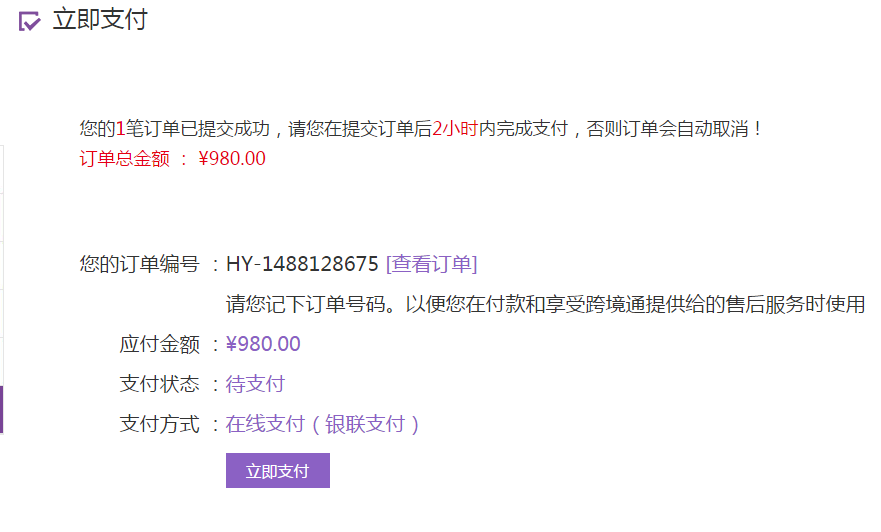 立即支付
您的1笔订单已提交成功，请您在提交订单后2小时内完成支付，否则订单会自动取消！
订单总金额 ： ¥980.00
您的订单编号 ：HY-1488128675 [查看订单]
请您记下订单号码。以便您在付款和享受跨境通提供给的售后服务时使用
应付金额 ：¥980.00
支付状态 ：待支付
支付方式 ：在线支付（银联支付）
立即支付